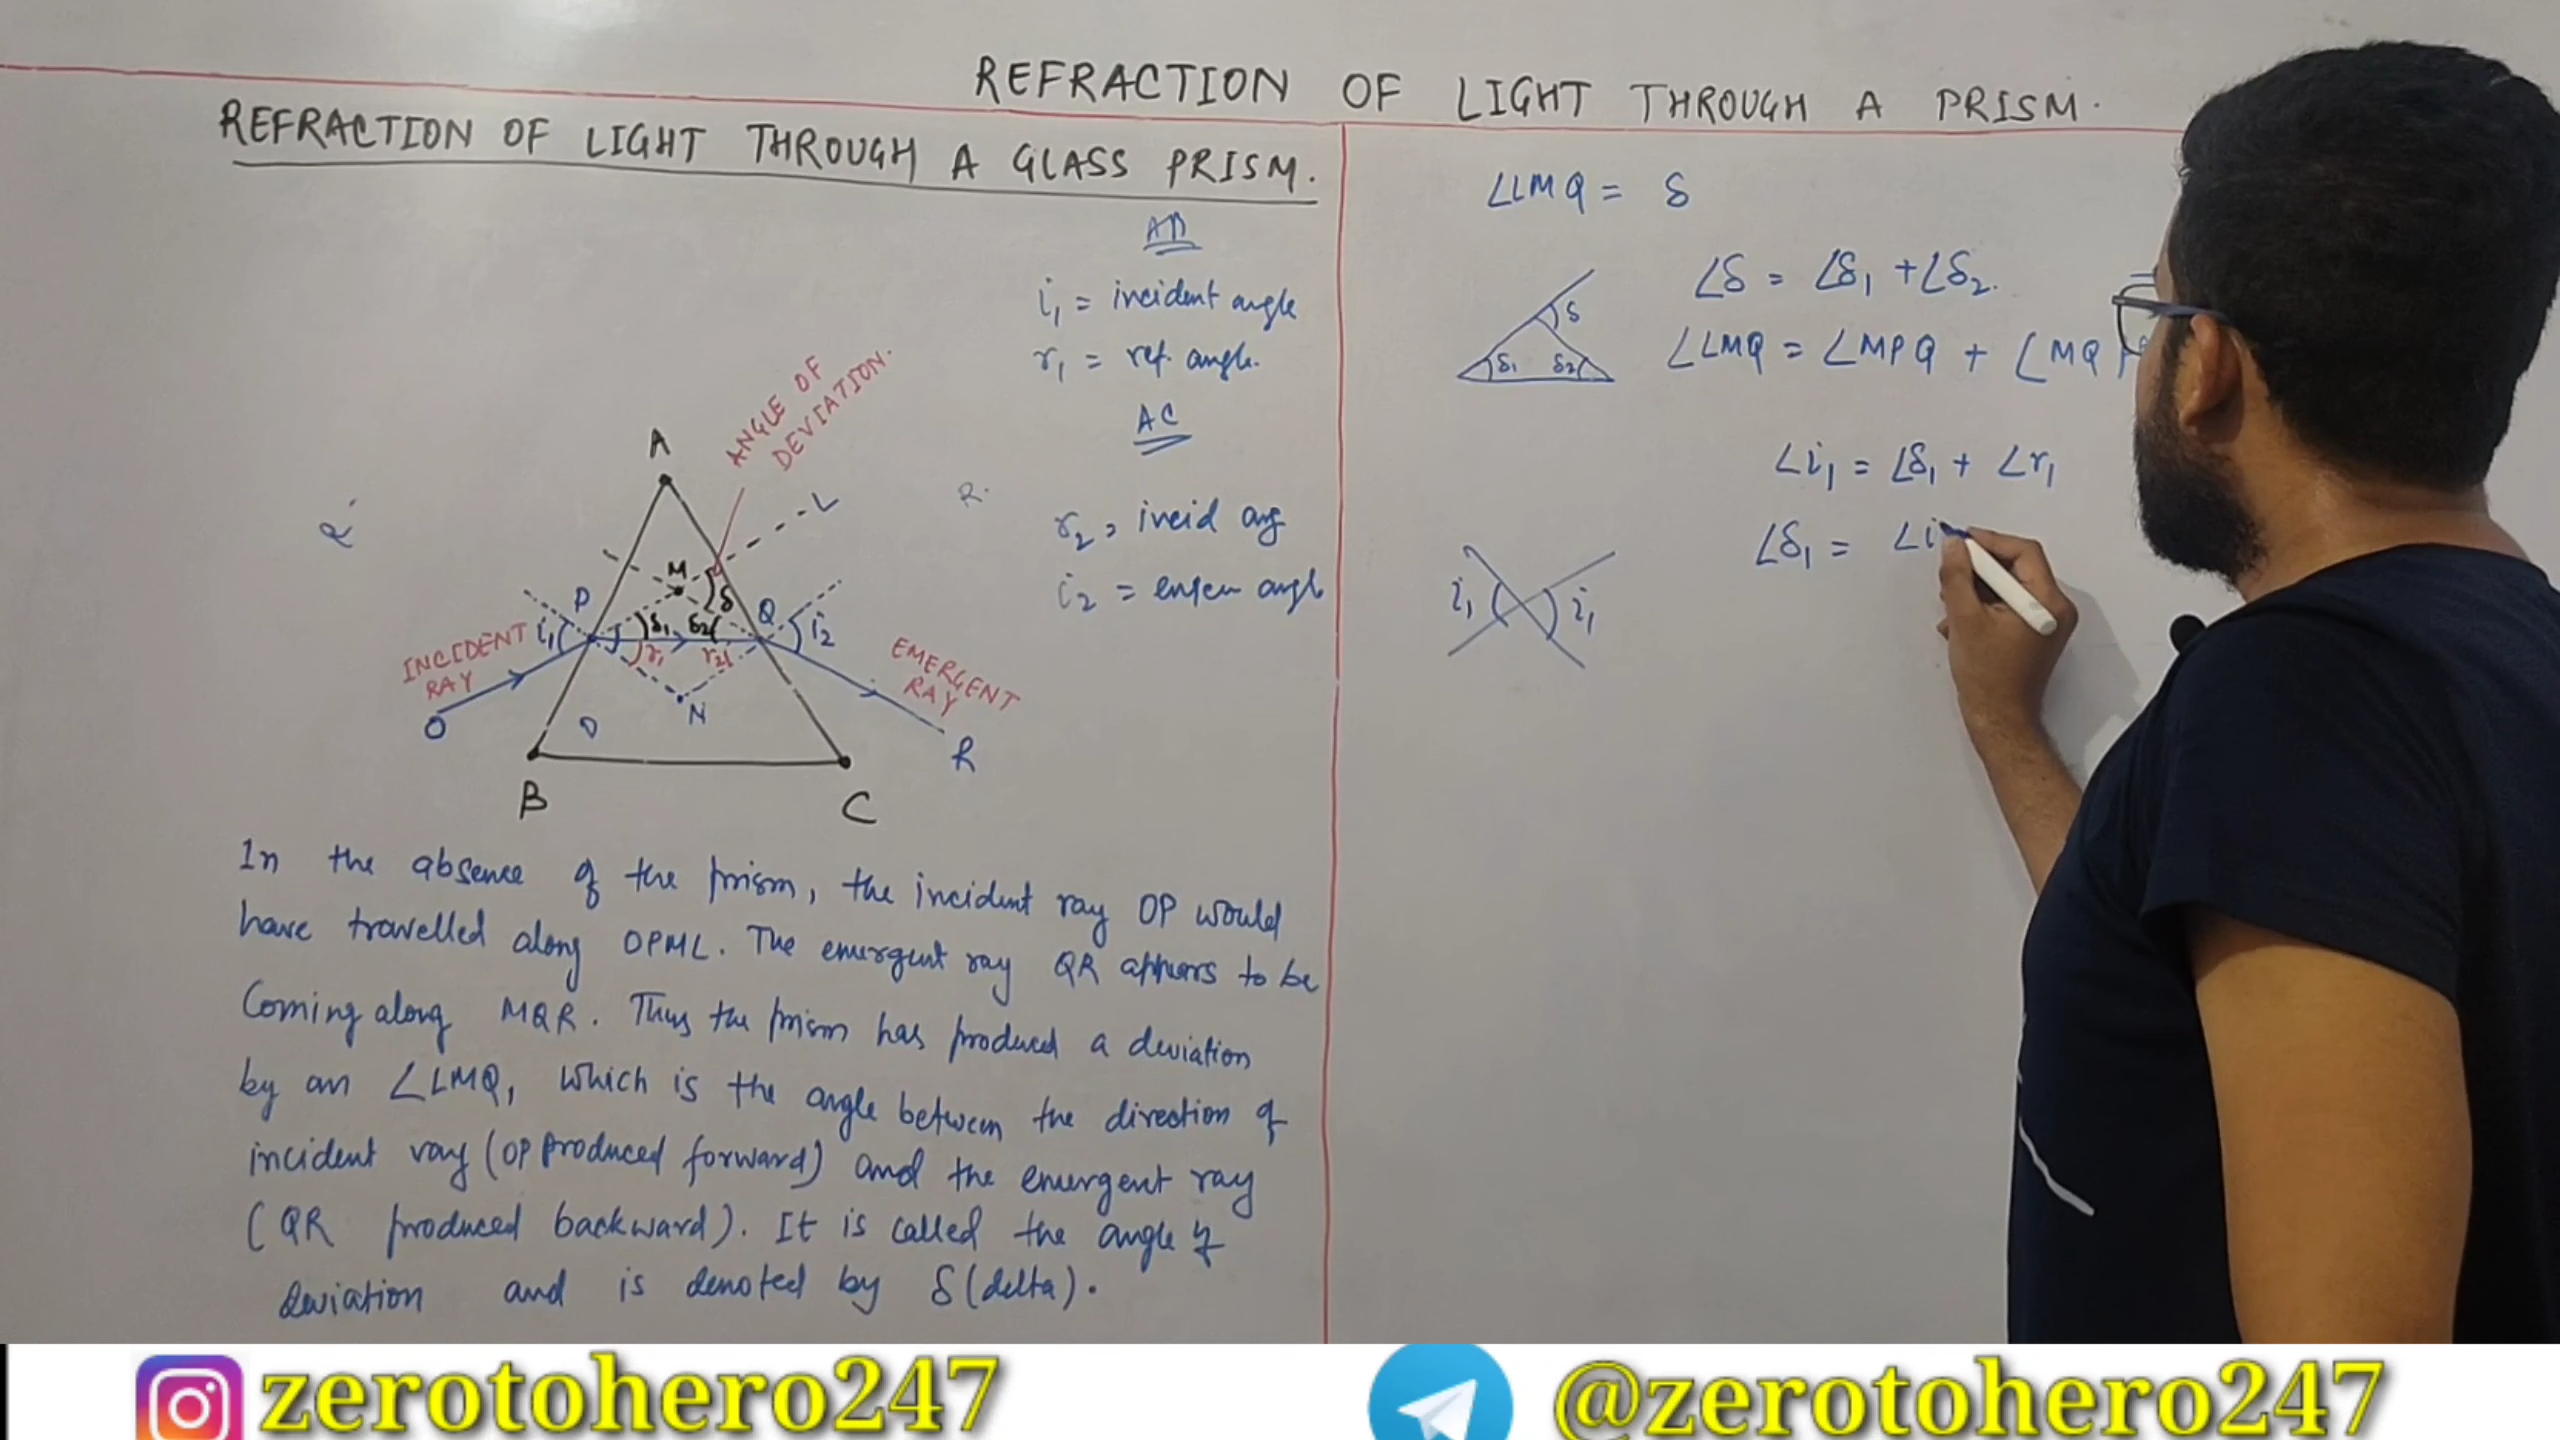 REFRACTION OF LIGHT THROUGH A PRISM.
REFRACTION OF LIGHT THROUGH A GLASS PRISM.
i₁ = incident angle
r₁ = ref. angle.
AC
r₂ = incid ang
i₂ = angle
ANGLE OF
DEVIATION.
A
L
R.
M
δ
P
Q
i₁
δ₁
δ₂
i₂
r₁
r₂
INCIDENT
RAY
EMERGENT
RAY
O
D
N
R
B
C
In the absence of the prism, the incident ray OP would
have travelled along OPML. The emergent ray QR appears to be
Coming along MQR. Thus the prism has produced a deviation
by an ∠LMQ, which is the angle between the direction of
incident ray (OP produced forward) and the emergent ray
(QR produced backward). It is called the angle of
deviation and is denoted by δ (delta).
∠LMQ = δ
∠δ = ∠δ₁ + ∠δ₂.
δ
δ₁ δ₂
∠LMQ = ∠MPQ + ∠MQ
∠i₁ = ∠δ₁ + ∠r₁
∠δ₁ = ∠i
i₁ i₁
zerotohero247
@zerotohero247